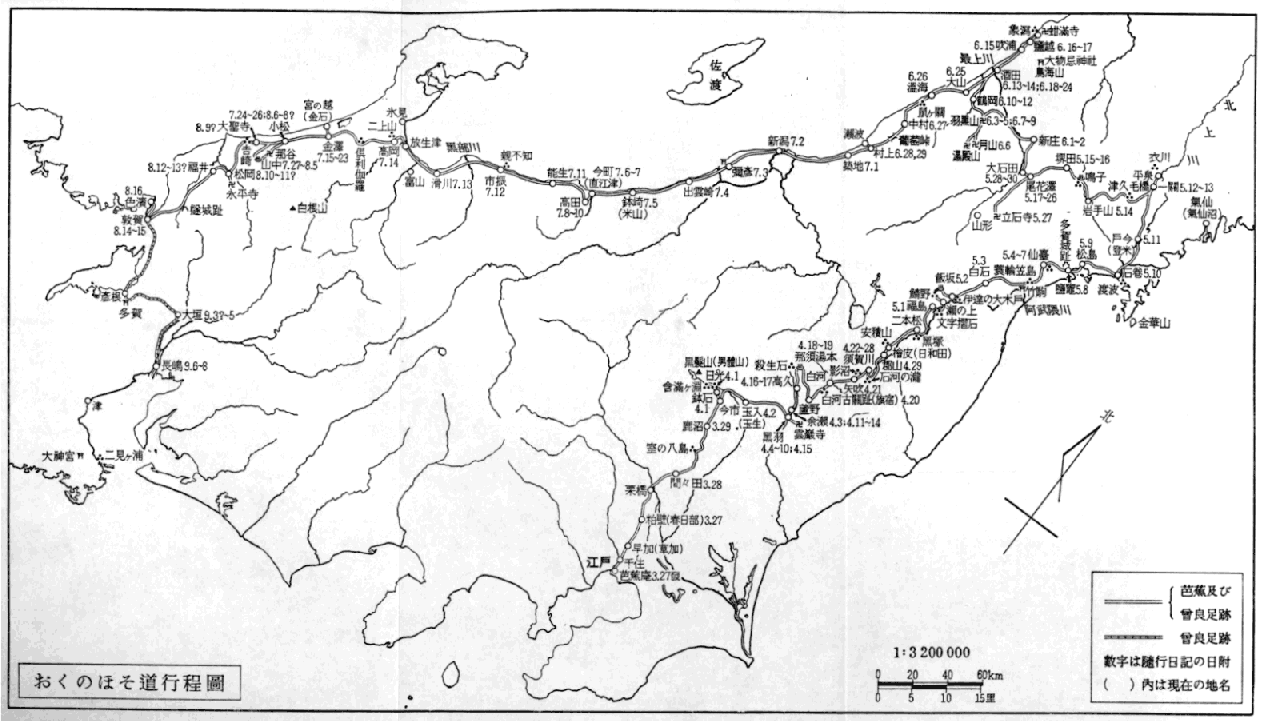 象潟 蚶滿寺
6.15吹浦
鹽越 6.16~17
最上川
大物忌神社
鳥海山
酒田
6.13~14;6.18~24
6.25
大山
6.26
溫海
鶴岡 6.10~12
鼠ヶ關
羽黑山 6.3~5;6.7~9
中村 6.27
月山 6.6
湯殿山
葡萄峠
瀬波
村上 6.28,29
築地 7.1
新庄 6.1~2
大石田
5.28~30
尾花澤
5.17~26
堺田 5.15~16
鳴子
岩手山 5.14
立石寺 5.27
山形
北
上
川
衣川
平泉
一關 5.12~13
津久毛橋
氣仙
(氣仙沼)
戸今
(登米)
5.11
石巻 5.10
渡波
金華山
5.9
松島
多賀城趾
鹽竈 5.8
5.4~7 仙臺
5.3
白石
簑輪笠島
竹駒
阿武隈川
飯坂 5.2
伊達の大木戸
瀬の上
文字摺石
5.1
福島
二本松
黒塚
安積山
檜皮(日和田)
郡山 4.29
石河の瀧
4.22~28
須賀川
影沼
矢吹 4.21
白河
白河古關趾(旗宿) 4.20
4.18~19
那須湯本
殺生石
4.16~17 高久
蘆野
余瀬 4.3;4.11~14
雲巖寺
黑羽
4.4~10;4.15
玉入 4.2
(玉生)
今市
黑髪山(男體山)
日光 4.1
含滿ヶ淵
鉢石
4.1
鹿沼 3.29
室の八島
間々田 3.28
栗橋
柏壁(春日部) 3.27
早加(草加)
千住
江戸
芭蕉庵 3.27發
佐渡
新潟 7.2
彌彦 7.3
出雲崎 7.4
鉢崎 7.5
(米山)
今町 7.6~7
(直江津)
高田
7.8~10
能生 7.11
親不知
市振
7.12
黒部川
滑川 7.13
富山
放生津
氷見
二上山
高岡
7.14
倶利伽羅
宮の越
(金石)
金澤
7.15~23
7.24~26;8.6~8?
小松
8.9? 大聖寺
那谷
山中 7.27~8.5
吉崎
8.12~13? 福井
松岡 8.10~11?
永平寺
白根山
燧城趾
8.16
色濱
敦賀
8.14~15
彦根
多賀
大垣 9.3?~5
長嶋 9.6~8
津
大神宮
二見ヶ浦
北
芭蕉及び
曾良足跡
曾良足跡
數字は隨行日記の日附
( )内は現在の地名
1:3 200 000
0 20 40 60km
0 5 10 15里
おくのほそ道行程圖